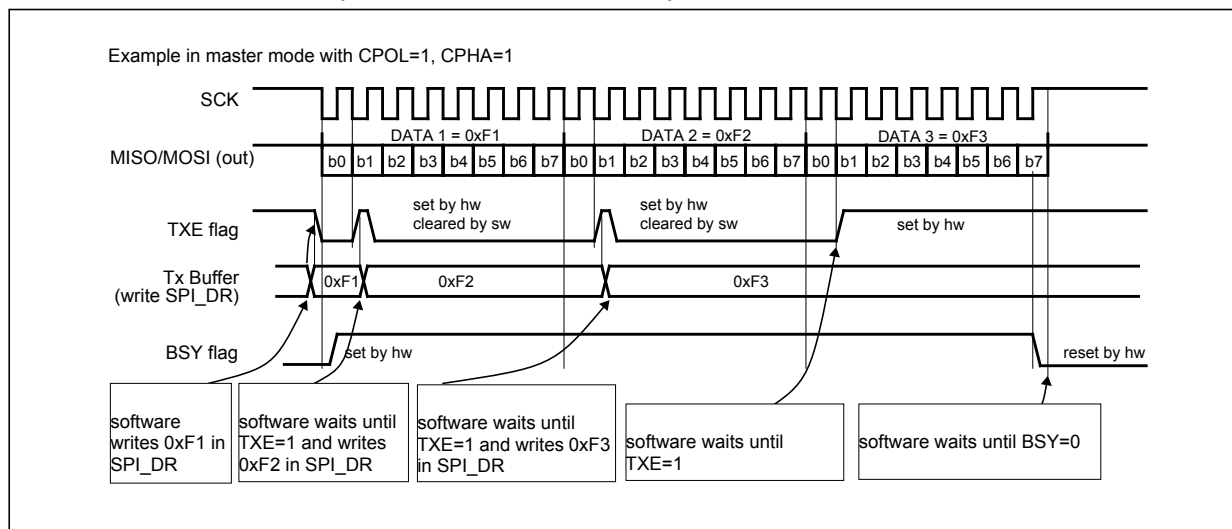 Example in master mode with CPOL=1, CPHA=1
SCK
DATA 1 = 0xF1
DATA 2 = 0xF2
DATA 3 = 0xF3
MISO/MOSI (out)
b0 b1 b2 b3 b4 b5 b6 b7 b0 b1 b2 b3 b4 b5 b6 b7 b0 b1 b2 b3 b4 b5 b6 b7
TXE flag
set by hw
cleared by sw
set by hw
cleared by sw
set by hw
Tx Buffer
(write SPI_DR)
0xF1
0xF2
0xF3
BSY flag
set by hw
reset by hw
software
writes 0xF1 in
SPI_DR
software waits until
TXE=1 and writes
0xF2 in SPI_DR
software waits until
TXE=1 and writes 0xF3
in SPI_DR
software waits until
TXE=1
software waits until BSY=0